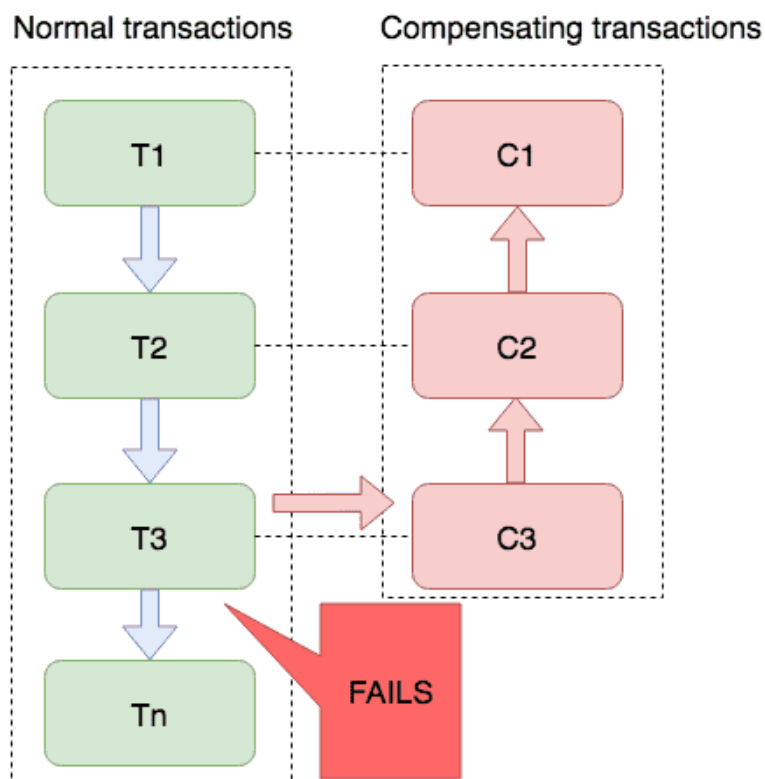 Normal transactions
Compensating transactions
T1
C1
T2
C2
T3
C3
FAILS
Tn